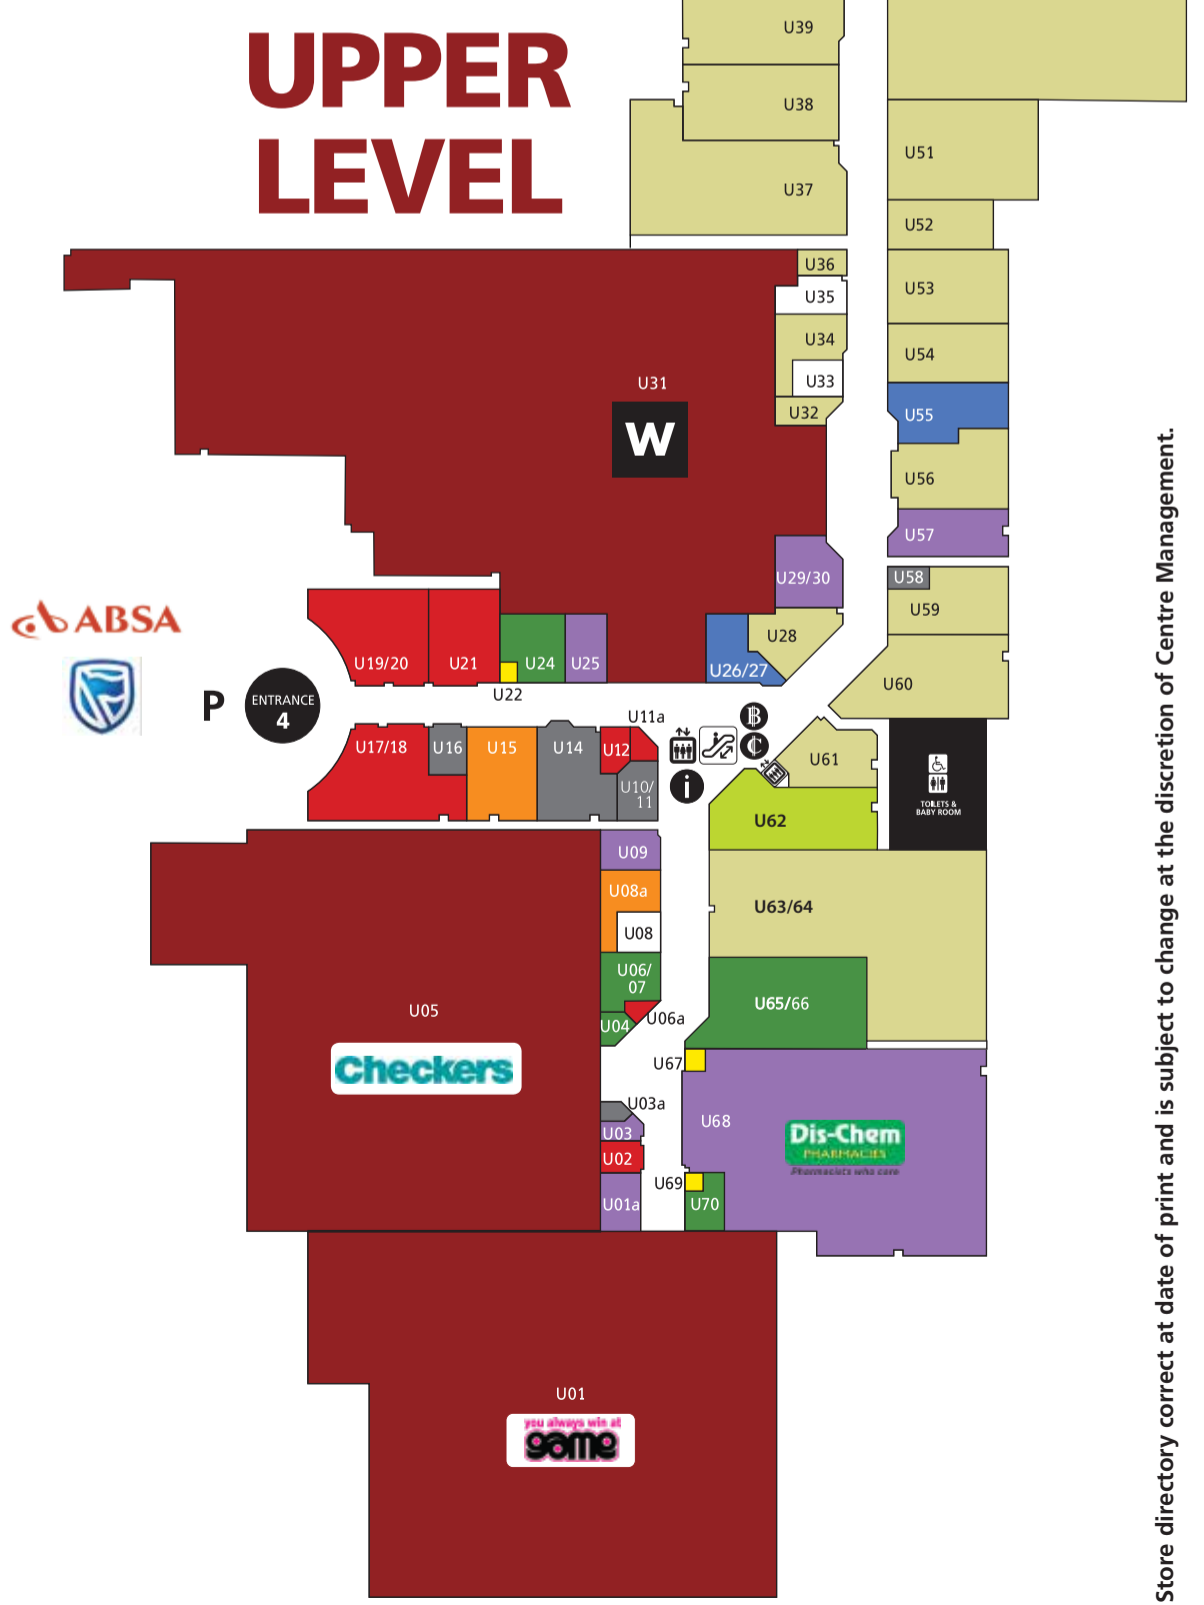 UPPER
LEVEL
U39
U38
U37
U51
U52
U36
U35
U34
U33
U32
U53
U54
U55
U56
U57
U31
W
U29/30
U58
U59
U60
ABSA
P
ENTRANCE
4
U19/20
U21
U24
U25
U22
U26/27
U28
U17/18
U16
U15
U14
U12
U11a
U10/
11
i
B
C
U61
U62
TOILETS &
BABY ROOM
U09
U08a
U08
U06/
07
U06a
U04
U63/64
U65/66
U05
Checkers
U67
U68
Dis-Chem
PHARMACIES
Pharmacists who care
U03a
U03
U02
U01a
U69
U70
U01
you always win at
game
Store directory correct at date of print and is subject to change at the discretion of Centre Management.